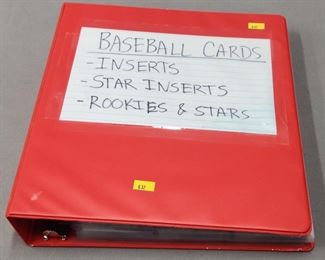 BASEBALL CARDS
-INSERTS
-STAR INSERTS
-ROOKIES & STARS